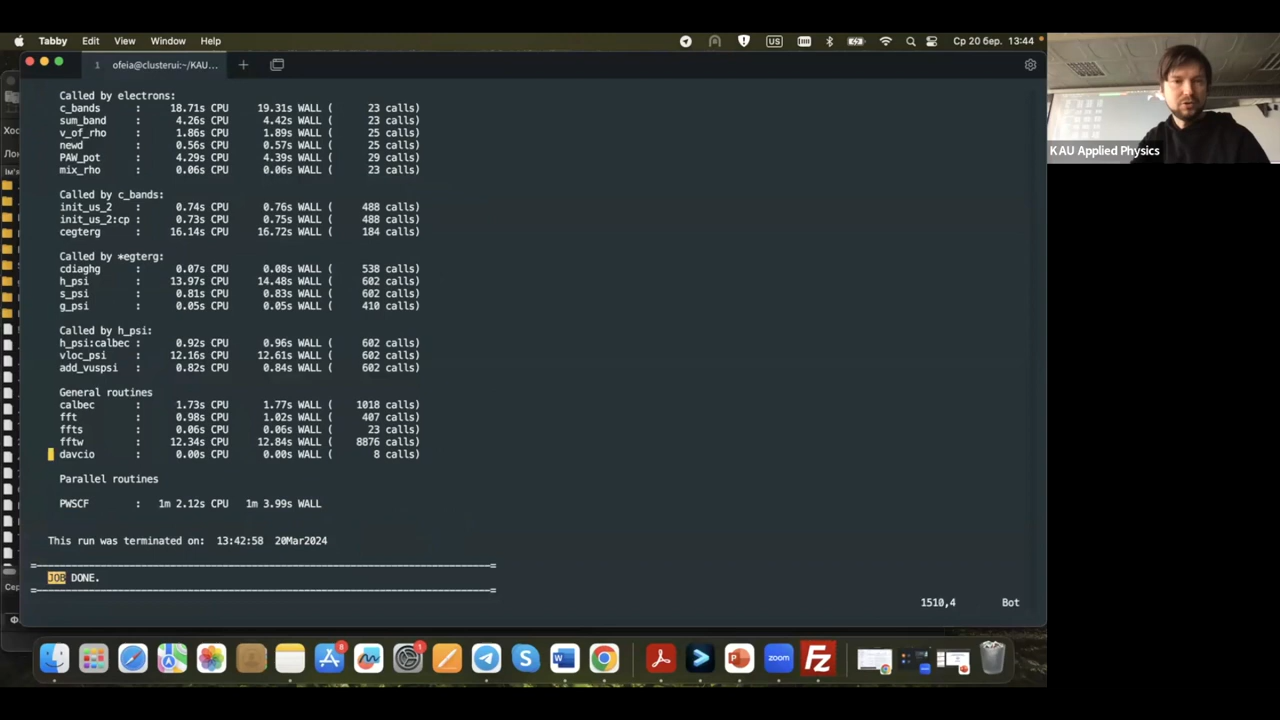 Tabby Edit View Window Help US Ср 20 бер. 13:44
1 ofeia@clusterui:~/KAU... +
Called by electrons:
c_bands : 18.71s CPU 19.31s WALL ( 23 calls)
sum_band : 4.26s CPU 4.42s WALL ( 23 calls)
v_of_rho : 1.86s CPU 1.89s WALL ( 25 calls)
newd : 0.56s CPU 0.57s WALL ( 25 calls)
PAW_pot : 4.29s CPU 4.39s WALL ( 29 calls)
mix_rho : 0.06s CPU 0.06s WALL ( 23 calls)
Called by c_bands:
init_us_2 : 0.74s CPU 0.76s WALL ( 488 calls)
init_us_2:cp : 0.73s CPU 0.75s WALL ( 488 calls)
cegterg : 16.14s CPU 16.72s WALL ( 184 calls)
Called by *egterg:
cdiaghg : 0.07s CPU 0.08s WALL ( 538 calls)
h_psi : 13.97s CPU 14.48s WALL ( 602 calls)
s_psi : 0.81s CPU 0.83s WALL ( 602 calls)
g_psi : 0.05s CPU 0.05s WALL ( 410 calls)
Called by h_psi:
h_psi:calbec : 0.92s CPU 0.96s WALL ( 602 calls)
vloc_psi : 12.16s CPU 12.61s WALL ( 602 calls)
add_vuspsi : 0.82s CPU 0.84s WALL ( 602 calls)
General routines
calbec : 1.73s CPU 1.77s WALL ( 1018 calls)
fft : 0.98s CPU 1.02s WALL ( 407 calls)
ffts : 0.06s CPU 0.06s WALL ( 23 calls)
fftw : 12.34s CPU 12.84s WALL ( 8876 calls)
davcio : 0.00s CPU 0.00s WALL ( 8 calls)
Parallel routines
PWSCF : 1m 2.12s CPU 1m 3.99s WALL
This run was terminated on: 13:42:58 20Mar2024
=------------------------------------------------------------------------------=
JOB DONE.
=------------------------------------------------------------------------------=
1510,4 Bot
KAU Applied Physics
8
1
zoom